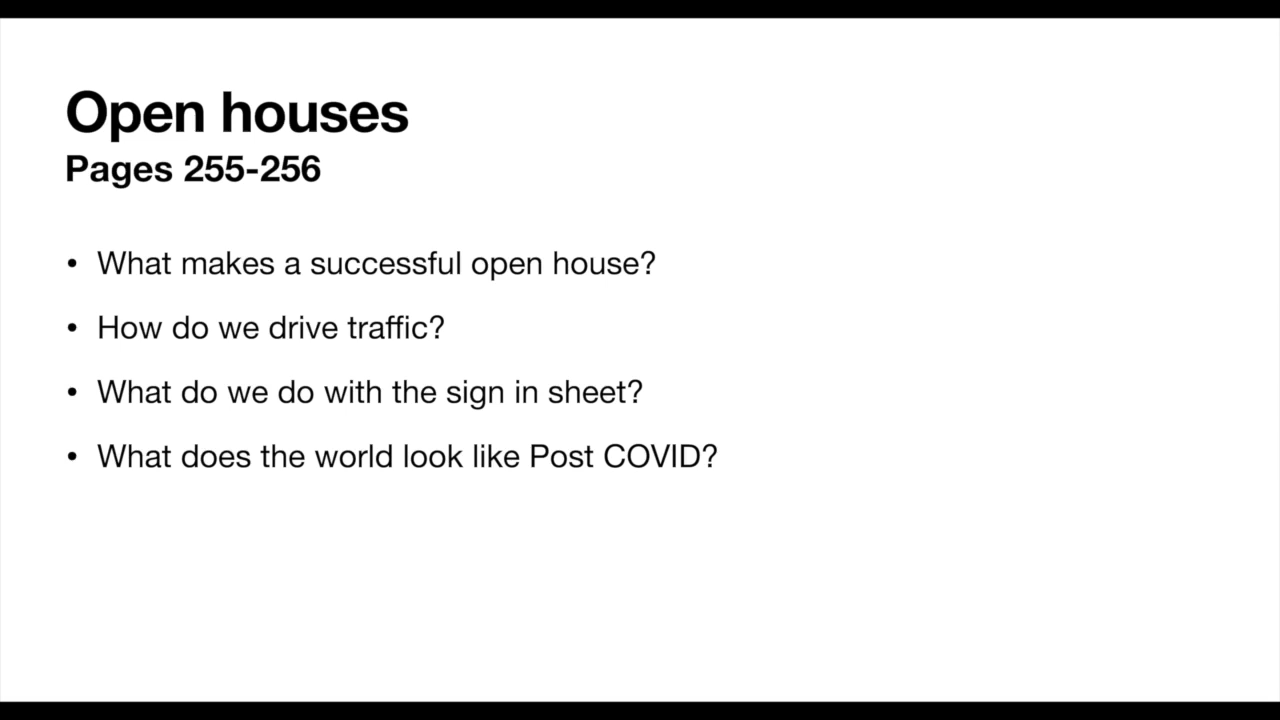 Open houses
Pages 255-256
• What makes a successful open house?
• How do we drive traffic?
• What do we do with the sign in sheet?
• What does the world look like Post COVID?